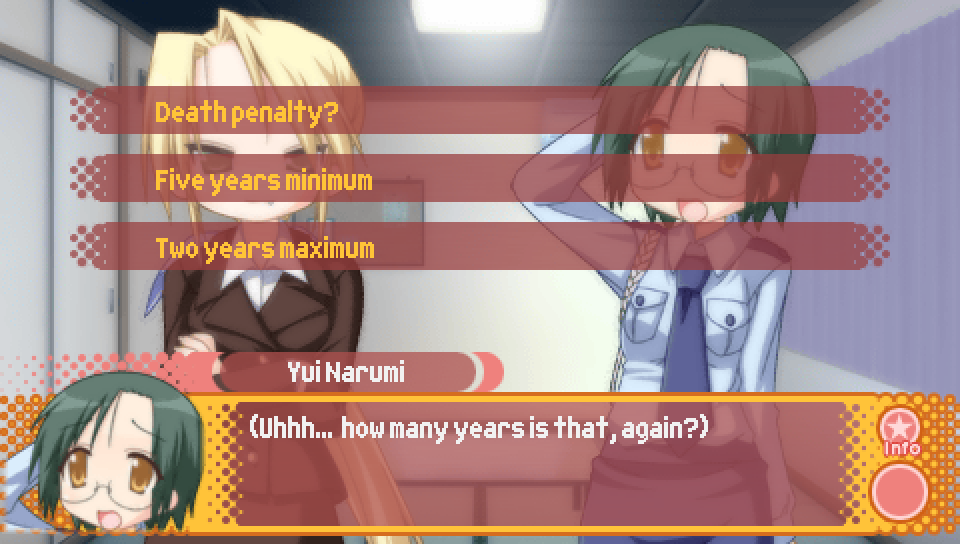 Death penalty?
Five years minimum
Two years maximum
Yui Narumi
(Uhhh... how many years is that, again?)
Info